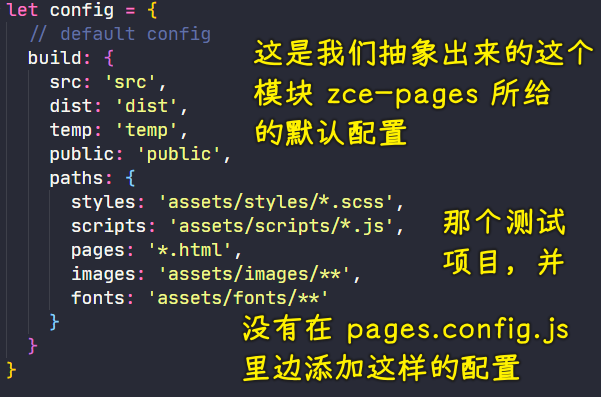 let config = {
// default config
build: {
src: 'src',
dist: 'dist',
temp: 'temp',
public: 'public',
paths: {
styles: 'assets/styles/*.scss',
scripts: 'assets/scripts/*.js',
pages: '*.html',
images: 'assets/images/**',
fonts: 'assets/fonts/**'
}
}
}
这是我们抽象出来的这个
模块 zce-pages 所给
的默认配置
那个测试
项目，并
没有在 pages.config.js
里边添加这样的配置